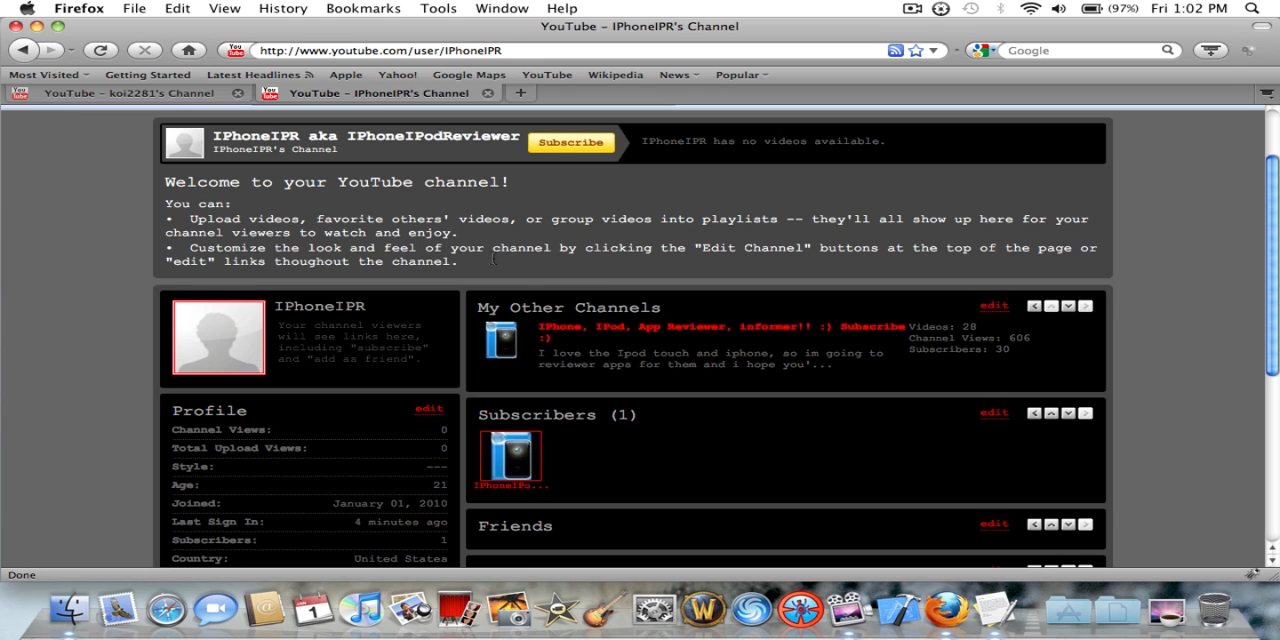 Firefox File Edit View History Bookmarks Tools Window Help (97%) Fri 1:02 PM
YouTube – IPhoneIPR's Channel
http://www.youtube.com/user/IPhoneIPR Google
Most Visited Getting Started Latest Headlines Apple Yahoo! Google Maps YouTube Wikipedia News Popular
YouTube – koi2281's Channel YouTube – IPhoneIPR's Channel
IPhoneIPR aka IPhoneIPodReviewer Subscribe IPhoneIPR has no videos available.
IPhoneIPR's Channel
Welcome to your YouTube channel!
You can:
• Upload videos, favorite others' videos, or group videos into playlists -- they'll all show up here for your
channel viewers to watch and enjoy.
• Customize the look and feel of your channel by clicking the "Edit Channel" buttons at the top of the page or
"edit" links thoughout the channel.
IPhoneIPR
Your channel viewers
will see links here,
including "subscribe"
and "add as friend".
Profile edit
Channel Views: 0
Total Upload Views: 0
Style: ---
Age: 21
Joined: January 01, 2010
Last Sign In: 4 minutes ago
Subscribers: 1
Country: United States
My Other Channels edit
IPhone, IPod, App Reviewer, informer!! :) Subscribe
:)
I love the Ipod touch and iphone, so im going to
reviewer apps for them and i hope you'...
Videos: 28
Channel Views: 606
Subscribers: 30
Subscribers (1) edit
IPhoneIPo...
Friends edit
Done
1